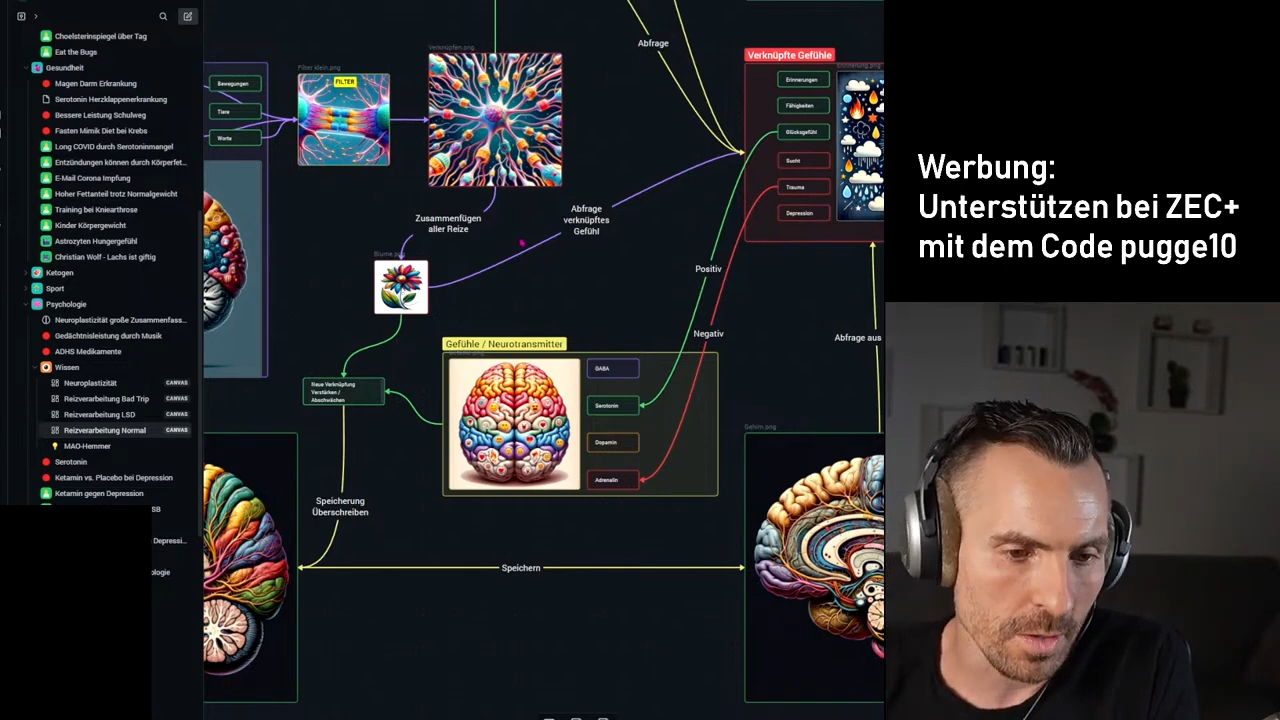 Choelsterinspiegel über Tag
Eat the Bugs
Gesundheit
Magen Darm Erkrankung
Serotonin Herzklappenerkrankung
Bessere Leistung Schulweg
Fasten Mimik Diet bei Krebs
Long COVID durch Serotoninmangel
Entzündungen können durch Körperfet...
E-Mail Corona Impfung
Hoher Fettanteil trotz Normalgewicht
Training bei Kniearthrose
Kinder Körpergewicht
Astrozyten Hungergefühl
Christian Wolf - Lachs ist giftig
Ketogen
Sport
Psychologie
Neuroplastizität große Zusammenfass...
Gedächtnisleistung durch Musik
ADHS Medikamente
Wissen
Neuroplastizität CANVAS
Reizverarbeitung Bad Trip CANVAS
Reizverarbeitung LSD CANVAS
Reizverarbeitung Normal CANVAS
MAO-Hemmer
Serotonin
Ketamin vs. Placebo bei Depression
Ketamin gegen Depression
SB
Depressi...
ologie
Bewegungen
Tiere
Worte
Filter klein.png
FILTER
Verknüpfen.png
Zusammenfügen
aller Reize
Blume.png
Abfrage
verknüpftes
Gefühl
Abfrage
Verknüpfte Gefühle
Erinnerung.png
Erinnerungen
Fähigkeiten
Glücksgefühl
Sucht
Trauma
Depression
Positiv
Negativ
Abfrage aus
Gefühle / Neurotransmitter
GABA
Serotonin
Dopamin
Adrenalin
Neue Verknüpfung
Verstärken /
Abschwächen
Speicherung
Überschreiben
Speichern
Gehirn.png
Werbung:
Unterstützen bei ZEC+
mit dem Code pugge10